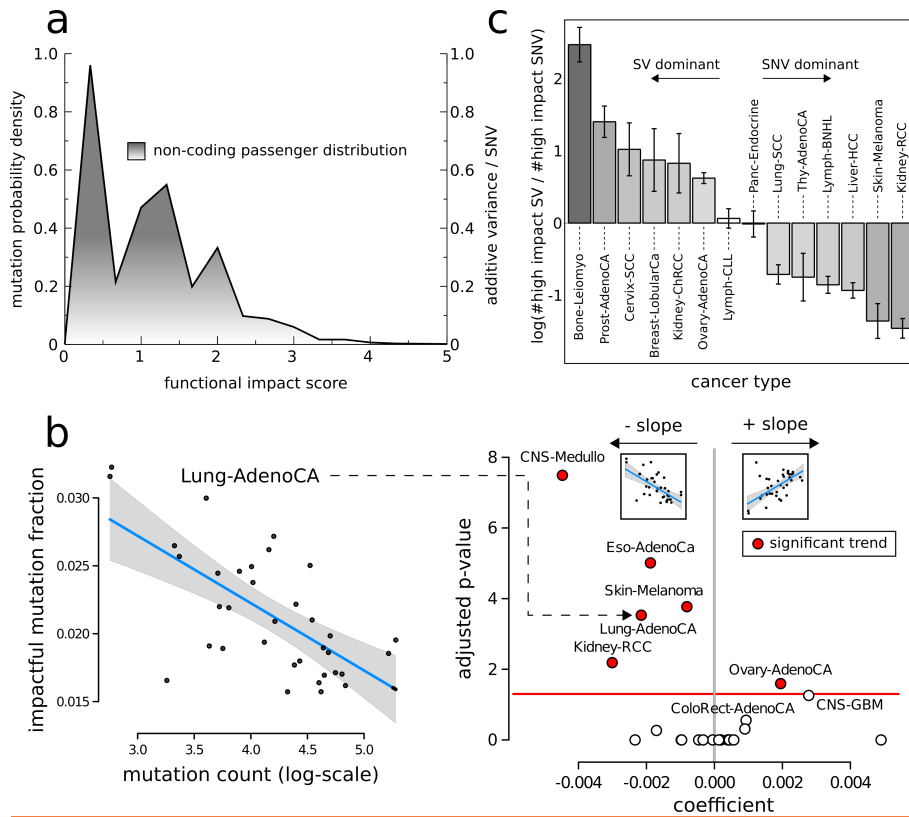 a
mutation probability density
1.0
0.8
0.6
0.4
0.2
0
non-coding passenger distribution
1.0
0.8
0.6
0.4
0.2
0
additive variance / SNV
0
1
2
3
4
5
functional impact score
c
log(#high impact SV / #high impact SNV)
2
1
0
-1
SV dominant
SNV dominant
Bone-Leiomyo
Prost-AdenoCA
Cervix-SCC
Breast-LobularCa
Kidney-ChRCC
Ovary-AdenoCA
Lymph-CLL
Panc-Endocrine
Lung-SCC
Thy-AdenoCA
Lymph-BNHL
Liver-HCC
Skin-Melanoma
Kidney-RCC
cancer type
b
impactful mutation fraction
0.030
0.025
0.020
0.015
Lung-AdenoCA
3.0
3.5
4.0
4.5
5.0
mutation count (log-scale)
- slope
+ slope
adjusted p-value
8
6
4
2
0
CNS-Medullo
significant trend
Eso-AdenoCa
Skin-Melanoma
Lung-AdenoCA
Kidney-RCC
Ovary-AdenoCA
ColoRect-AdenoCA
CNS-GBM
-0.004
-0.002
0.000
0.002
0.004
coefficient